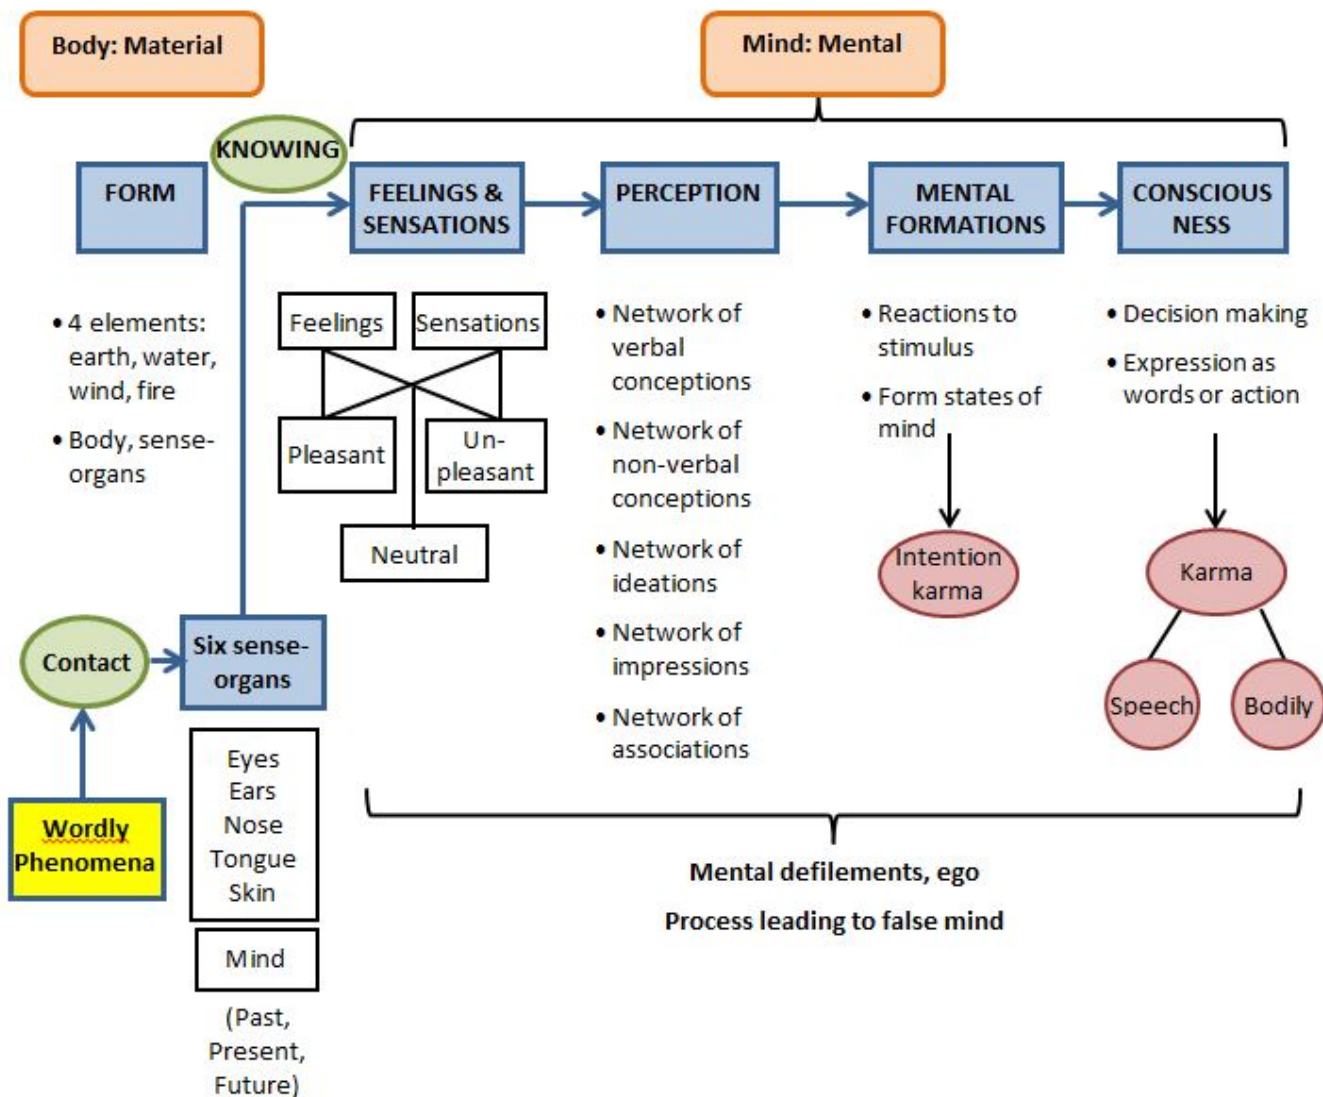 Body: Material
Mind: Mental
KNOWING
FORM
FEELINGS &
SENSATIONS
PERCEPTION
MENTAL
FORMATIONS
CONSCIOUS
NESS
• 4 elements:
earth, water,
wind, fire
• Body, sense-
organs
Feelings
Sensations
Pleasant
Un-
pleasant
Neutral
• Network of
verbal
conceptions
• Network of
non-verbal
conceptions
• Network of
ideations
• Network of
impressions
• Network of
associations
• Reactions to
stimulus
• Form states of
mind
Intention
karma
• Decision making
• Expression as
words or action
Karma
Speech
Bodily
Contact
Six sense-
organs
Wordly
Phenomena
Eyes
Ears
Nose
Tongue
Skin
Mind
(Past,
Present,
Future)
Mental defilements, ego
Process leading to false mind